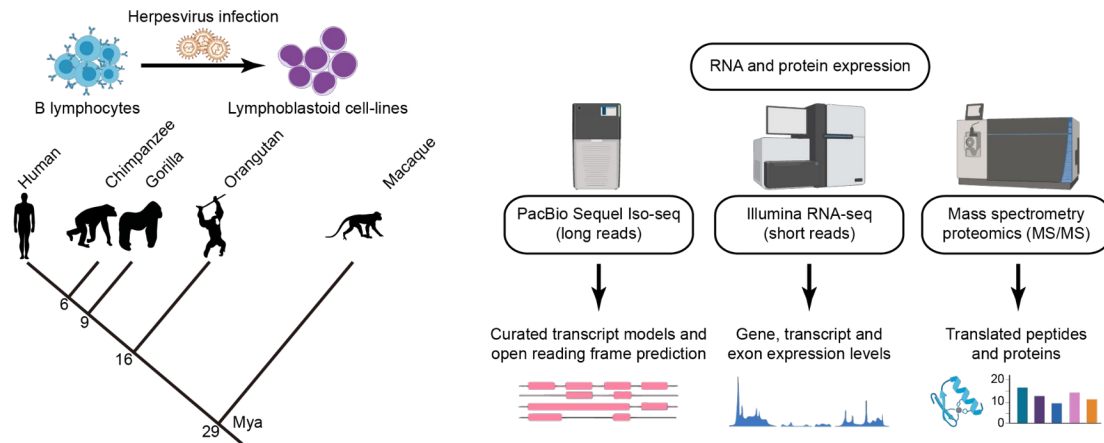 Herpesvirus infection
B lymphocytes
Lymphoblastoid cell-lines
Human
Chimpanzee
Gorilla
Orangutan
Macaque
6
9
16
29
Mya
RNA and protein expression
PacBio Sequel Iso-seq
(long reads)
Illumina RNA-seq
(short reads)
Mass spectrometry
proteomics (MS/MS)
Curated transcript models and
open reading frame prediction
Gene, transcript and
exon expression levels
Translated peptides
and proteins
20
10
0